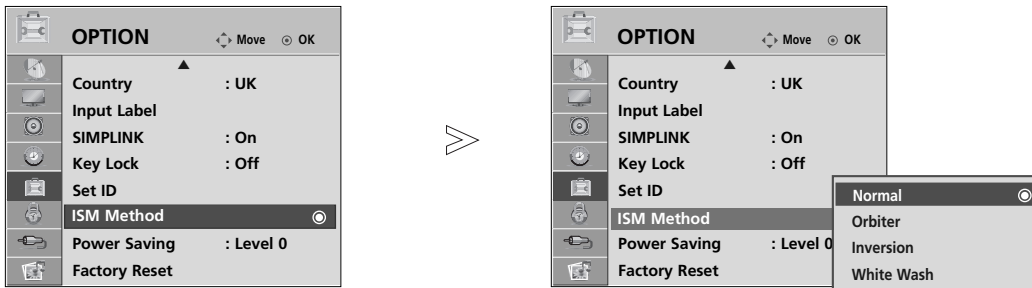 OPTION Move OK
Country : UK
Input Label
SIMPLINK : On
Key Lock : Off
Set ID
ISM Method
Power Saving : Level 0
Factory Reset
OPTION Move OK
Country : UK
Input Label
SIMPLINK : On
Key Lock : Off
Set ID
ISM Method
Power Saving : Level 0
Factory Reset
Normal
Orbiter
Inversion
White Wash